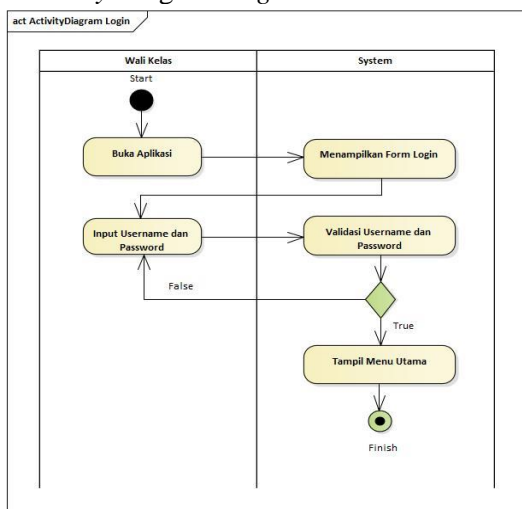 act ActivityDiagram Login
Wali Kelas
System
Start
Buka Aplikasi
Menampilkan Form Login
Input Username dan
Password
Validasi Username dan
Password
False
True
Tampil Menu Utama
Finish